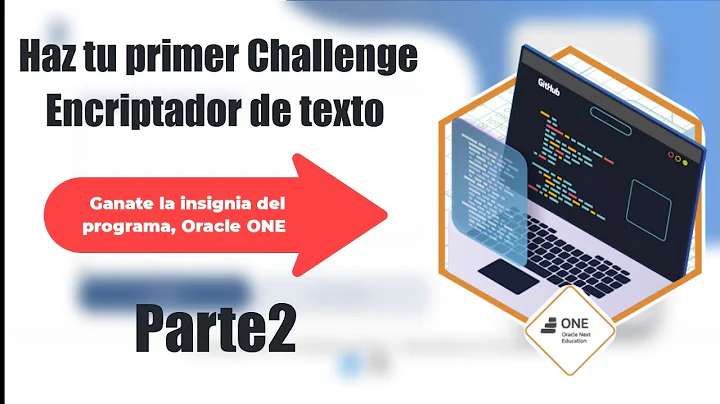 Haz tu primer Challenge
Encriptador de texto
Ganate la insignia del
programa, Oracle ONE
Parte2
GitHub
ONE
Oracle Next
Education